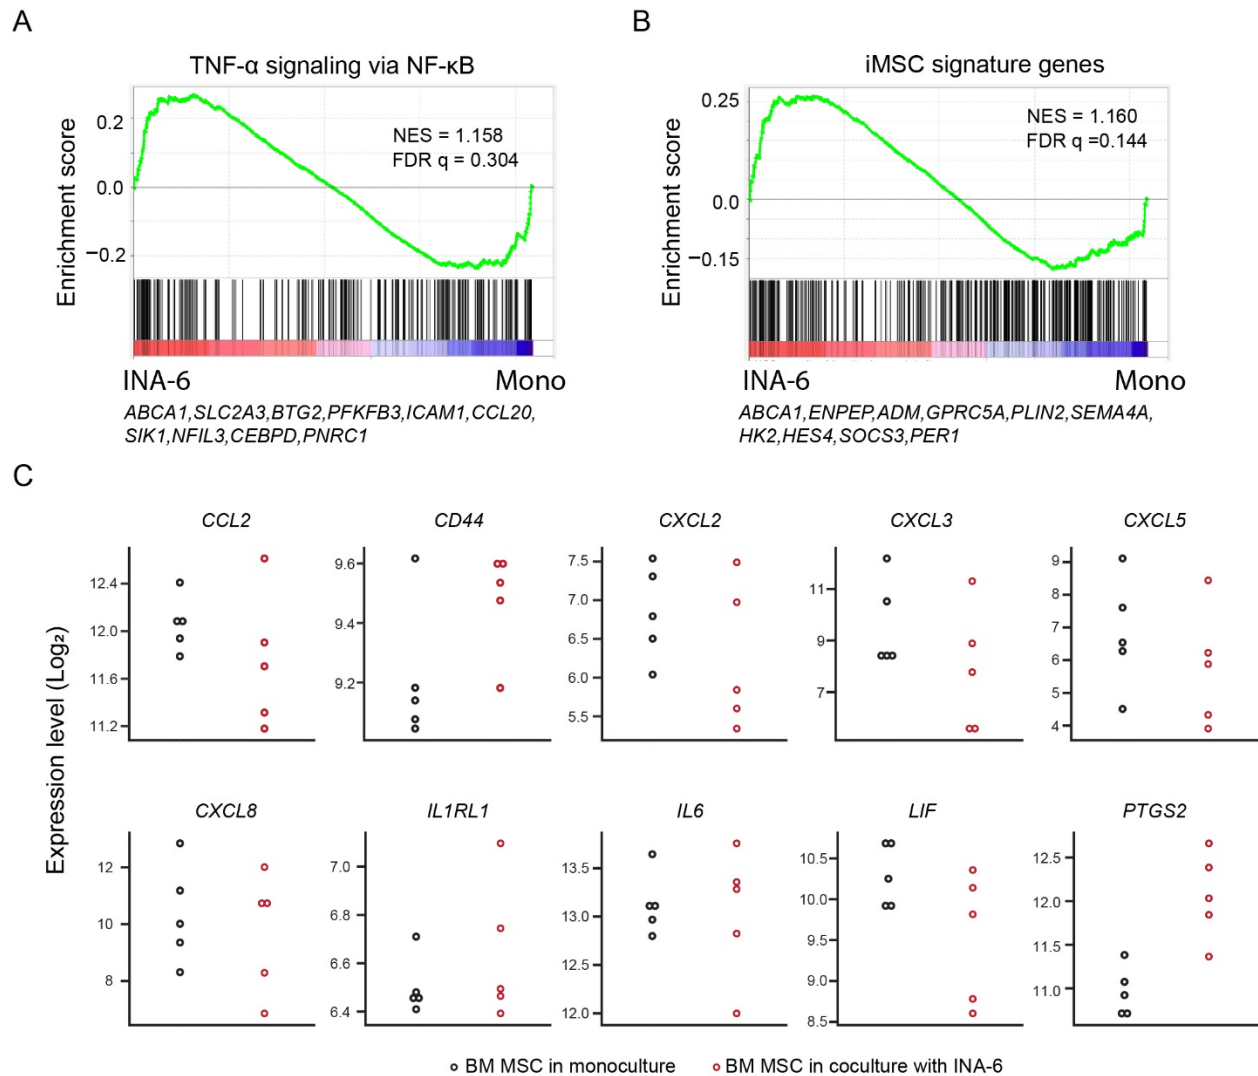 A
B
TNF-α signaling via NF-κB
iMSC signature genes
Enrichment score
0.2
0.0
−0.2
NES = 1.158
FDR q = 0.304
Enrichment score
0.25
0.0
−0.15
NES = 1.160
FDR q =0.144
INA-6
Mono
INA-6
Mono
ABCA1,SLC2A3,BTG2,PFKFB3,ICAM1,CCL20,
SIK1,NFIL3,CEBPD,PNRC1
ABCA1,ENPEP,ADM,GPRC5A,PLIN2,SEMA4A,
HK2,HES4,SOCS3,PER1
C
Expression level (Log₂)
CCL2
12.4
12.0
11.6
11.2
CD44
9.6
9.4
9.2
CXCL2
7.5
7.0
6.5
6.0
5.5
CXCL3
11
9
7
CXCL5
9
8
7
6
5
4
CXCL8
12
10
8
IL1RL1
7.0
6.8
6.6
6.4
IL6
13.5
13.0
12.5
12.0
LIF
10.5
10.0
9.5
9.0
8.5
PTGS2
12.5
12.0
11.5
11.0
BM MSC in monoculture
BM MSC in coculture with INA-6